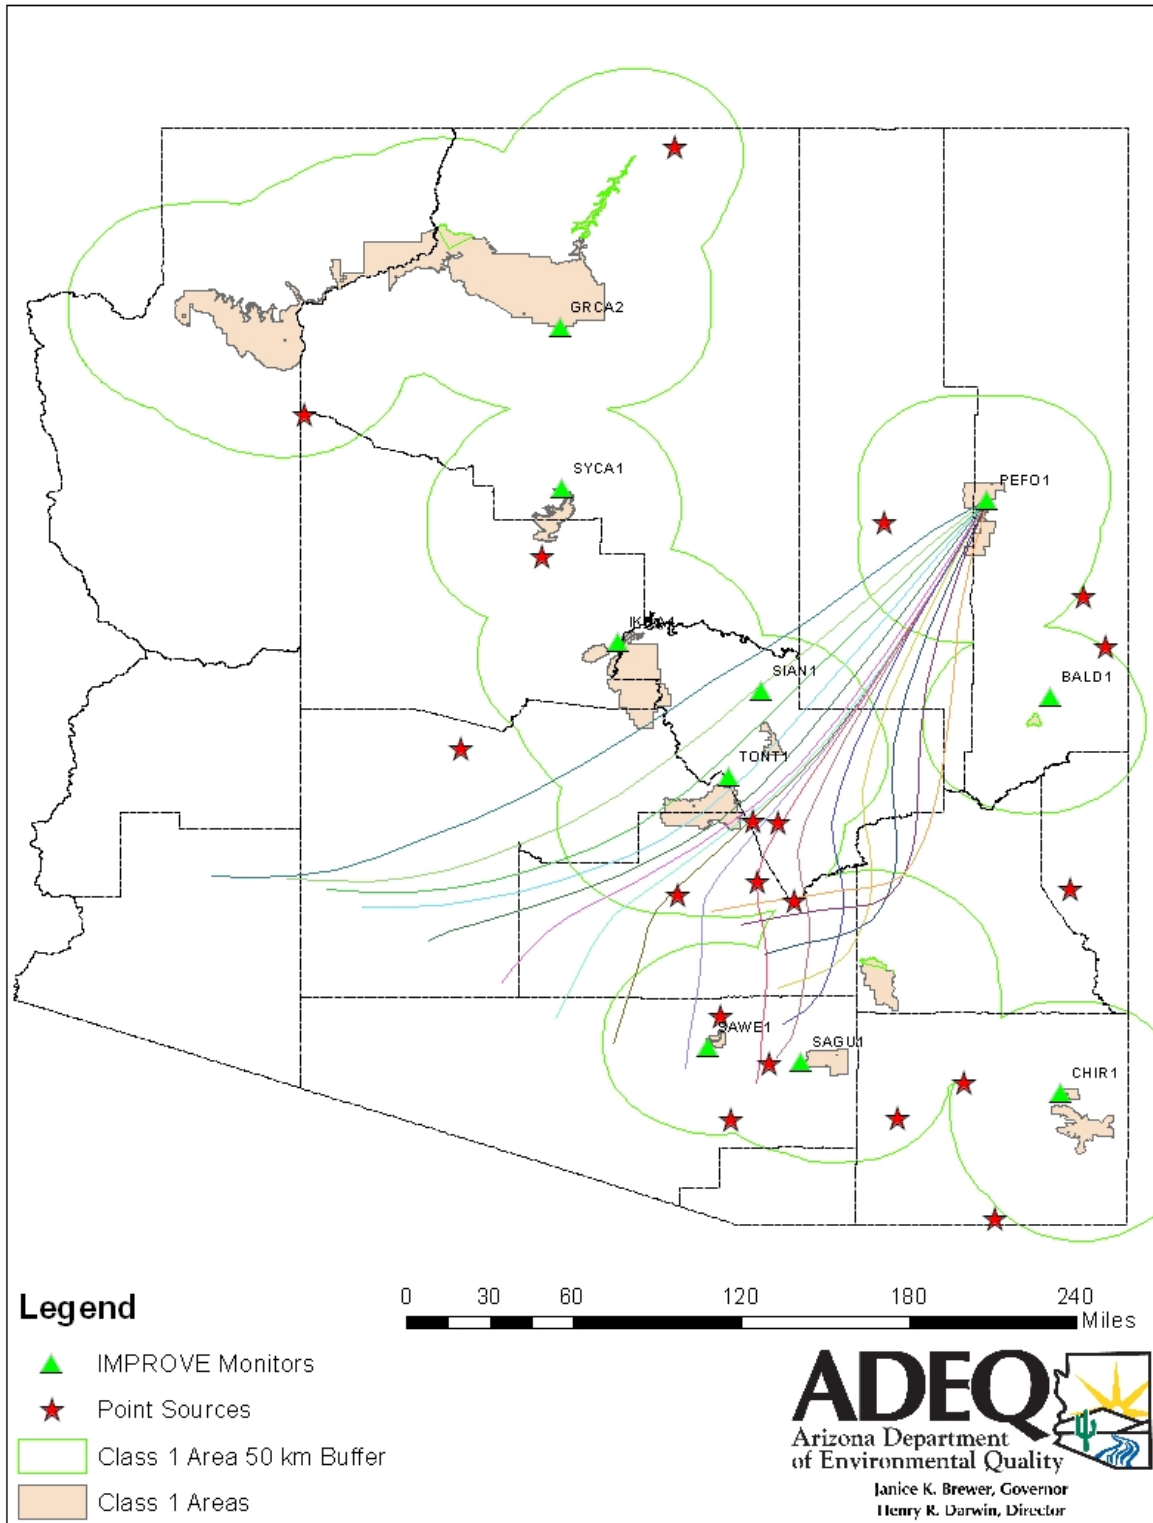 GRCA2
SYCA1
PEFO1
SIAN1
BALD1
TONT1
SAWE1
SAGU1
CHIR1
Legend
0 30 60 120 180 240
Miles
IMPROVE Monitors
Point Sources
Class 1 Area 50 km Buffer
Class 1 Areas
ADEQ
Arizona Department
of Environmental Quality
Janice K. Brewer, Governor
Henry R. Darwin, Director